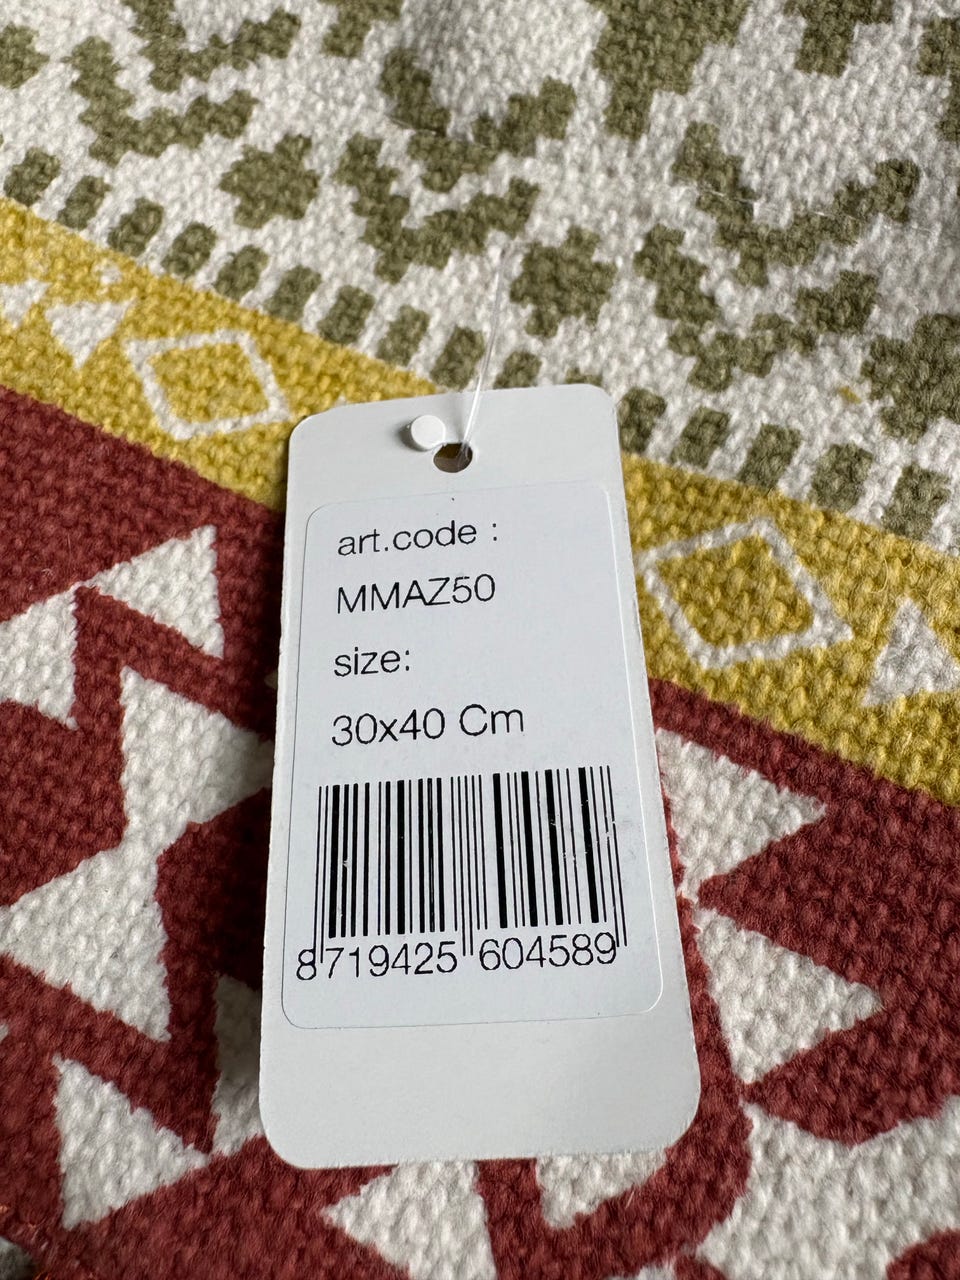 art.code :
MMAZ50
size:
30x40 Cm
8719425 604589